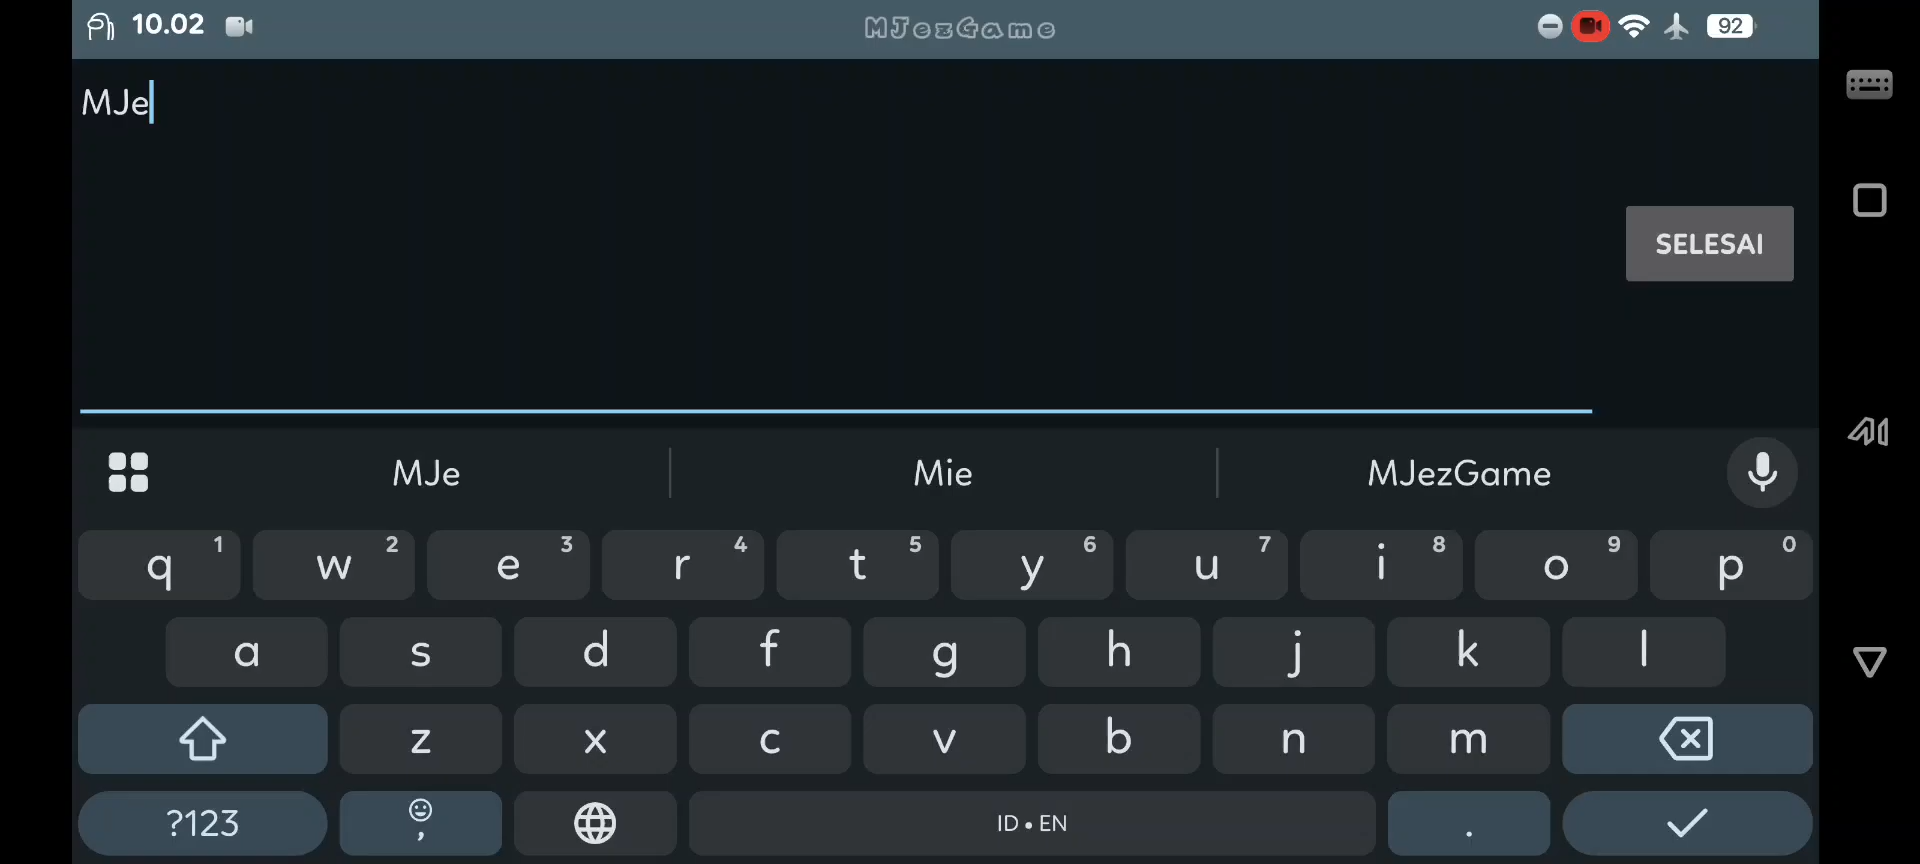 10.02 MJezGame 92
MJe
SELESAI
MJe Mie MJezGame
q 1 w 2 e 3 r 4 t 5 y 6 u 7 i 8 o 9 p 0
a s d f g h j k l
z x c v b n m
?123 , ID • EN .